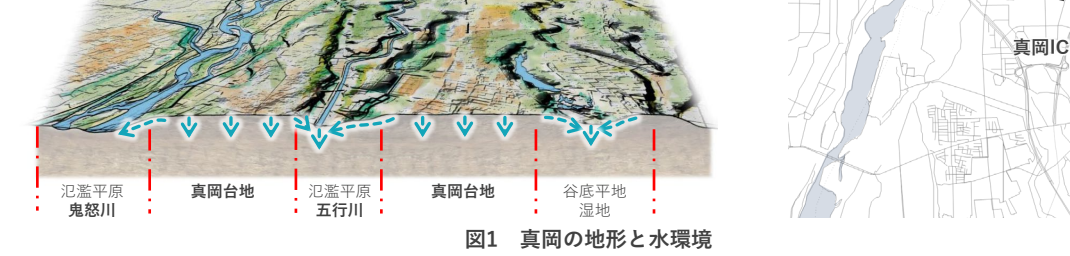 真岡IC
氾濫平原
鬼怒川
真岡台地
氾濫平原
五行川
真岡台地
谷底平地
湿地
図1　真岡の地形と水環境